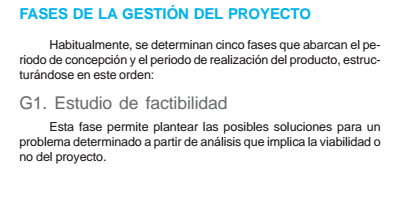 FASES DE LA GESTIÓN DEL PROYECTO
Habitualmente, se determinan cinco fases que abarcan el pe-
riodo de concepción y el periodo de realización del producto, estruc-
turándose en este orden:
G1. Estudio de factibilidad
Esta fase permite plantear las posibles soluciones para un
problema determinado a partir de análisis que implica la viabilidad o
no del proyecto.